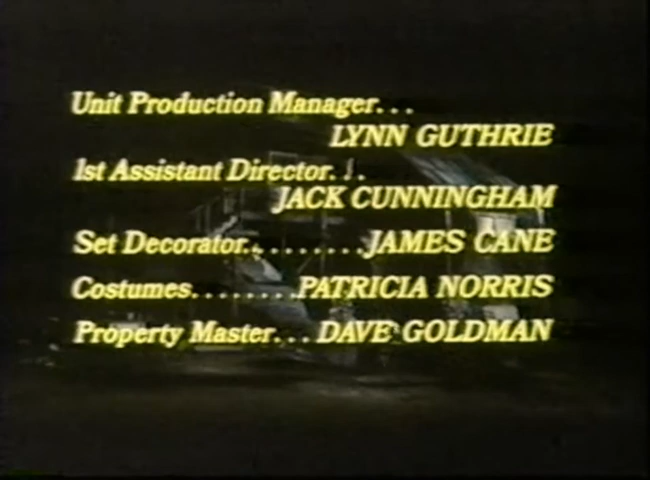 Unit Production Manager...
LYNN GUTHRIE
1st Assistant Director...
JACK CUNNINGHAM
Set Decorator.........JAMES CANE
Costumes........PATRICIA NORRIS
Property Master...DAVE GOLDMAN